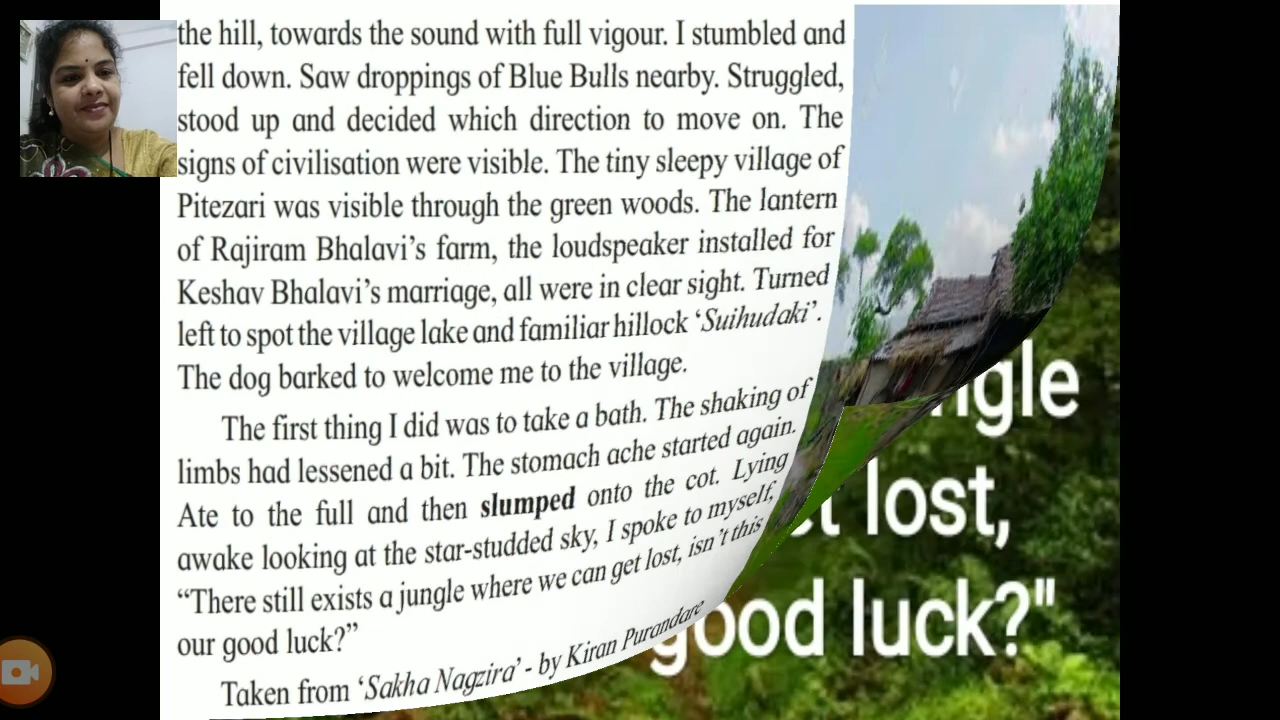 the hill, towards the sound with full vigour. I stumbled and
fell down. Saw droppings of Blue Bulls nearby. Struggled,
stood up and decided which direction to move on. The
signs of civilisation were visible. The tiny sleepy village of
Pitezari was visible through the green woods. The lantern
of Rajiram Bhalavi’s farm, the loudspeaker installed for
Keshav Bhalavi’s marriage, all were in clear sight. Turned
left to spot the village lake and familiar hillock ‘Suihudaki’.
The dog barked to welcome me to the village.
The first thing I did was to take a bath. The shaking of
limbs had lessened a bit. The stomach ache started again.
Ate to the full and then slumped onto the cot. Lying
awake looking at the star-studded sky, I spoke to myself,
“There still exists a jungle where we can get lost, isn’t this
our good luck?”
Taken from ‘Sakha Nagzira’ - by Kiran Purandare
lost,
good luck?"